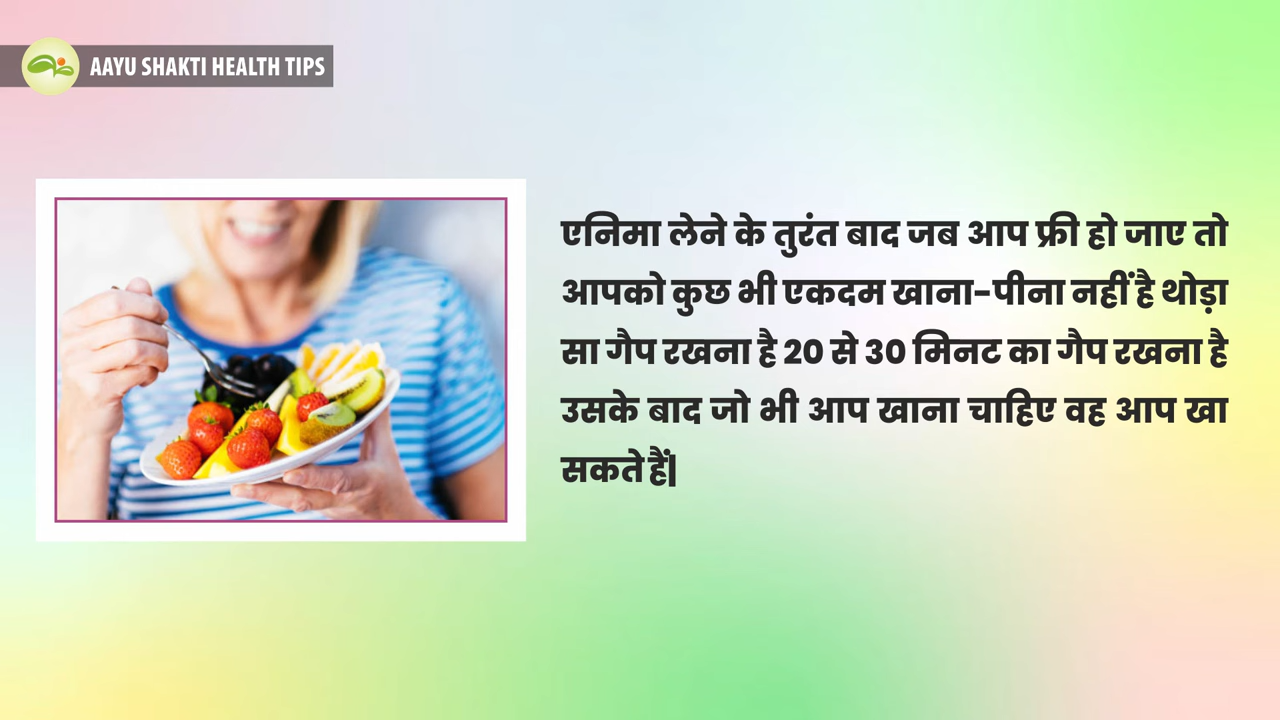 AAYU SHAKTI HEALTH TIPS
एनिमा लेने के तुरंत बाद जब आप फ्री हो जाए तो
आपको कुछ भी एकदम खाना-पीना नहीं है थोड़ा
सा गैप रखना है 20 से 30 मिनट का गैप रखना है
उसके बाद जो भी आप खाना चाहिए वह आप खा
सकते हैं|